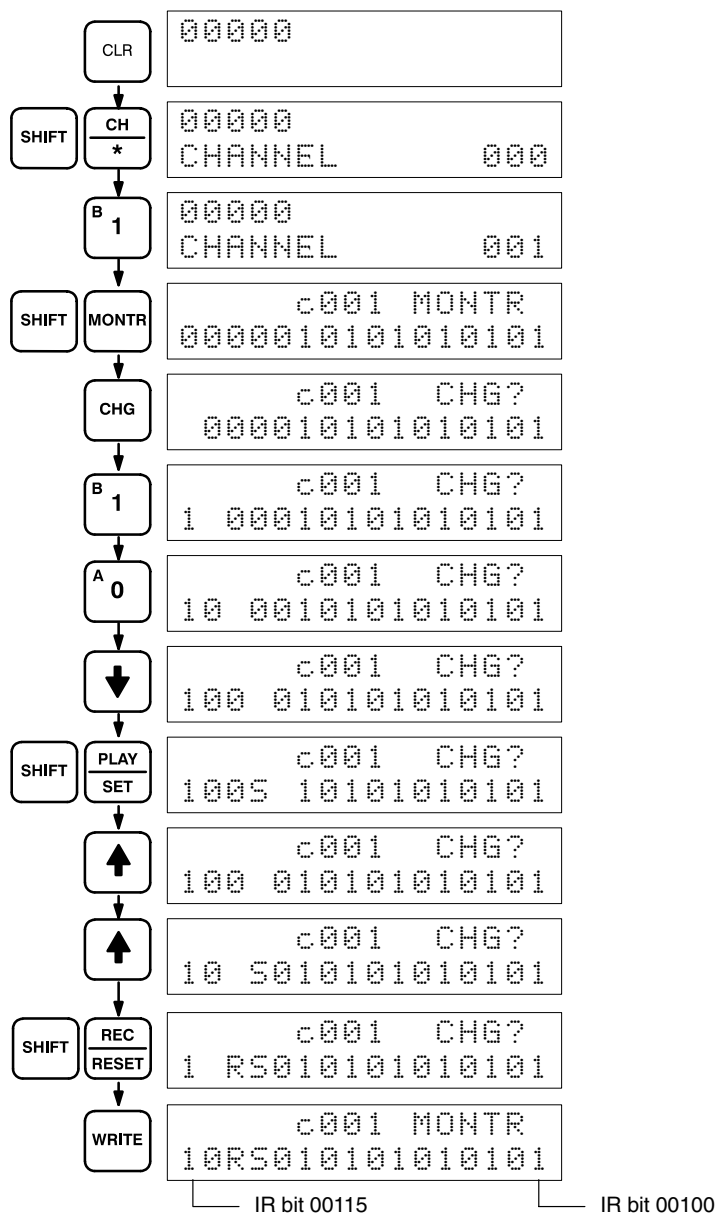 CLR
00000
SHIFT
CH
*
00000
CHANNEL 000
B 1
00000
CHANNEL 001
SHIFT
MONTR
c001 MONTR
0000010101010101
CHG
c001 CHG?
000010101010101
B 1
c001 CHG?
1 00010101010101
A 0
c001 CHG?
10 0010101010101
c001 CHG?
100 010101010101
SHIFT
PLAY
SET
c001 CHG?
100S 10101010101
c001 CHG?
100 010101010101
c001 CHG?
10 S010101010101
SHIFT
REC
RESET
c001 CHG?
1 RS010101010101
WRITE
c001 MONTR
10RS010101010101
IR bit 00115
IR bit 00100